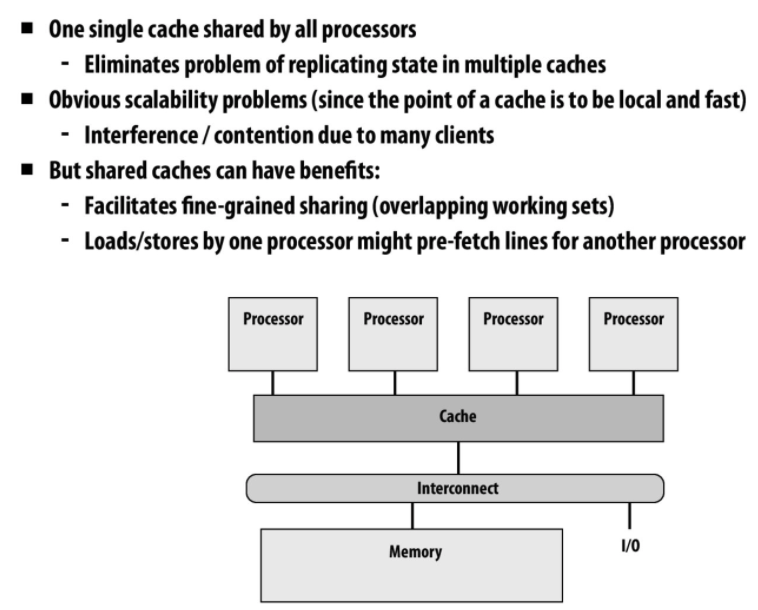 ■ One single cache shared by all processors
- Eliminates problem of replicating state in multiple caches
■ Obvious scalability problems (since the point of a cache is to be local and fast)
- Interference / contention due to many clients
■ But shared caches can have benefits:
- Facilitates fine-grained sharing (overlapping working sets)
- Loads/stores by one processor might pre-fetch lines for another processor
Processor Processor Processor Processor
Cache
Interconnect
Memory
I/O